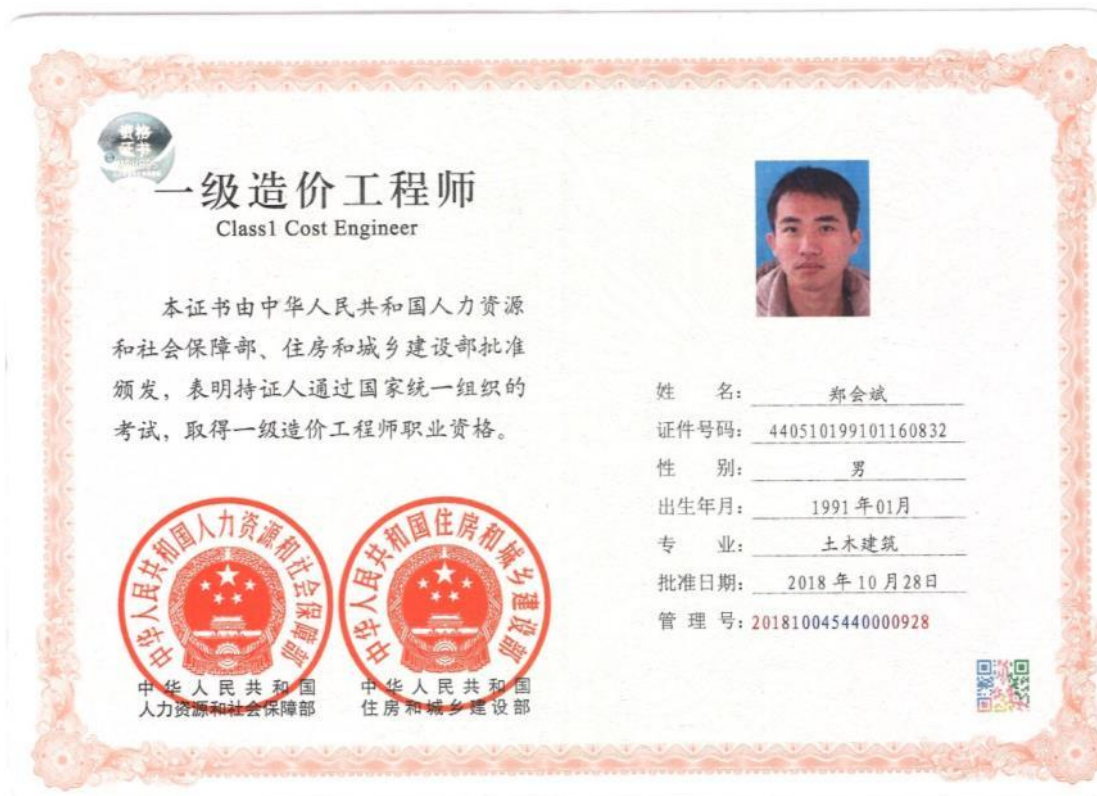 资格
证书
一级造价工程师
Class1 Cost Engineer
本证书由中华人民共和国人力资源
和社会保障部、住房和城乡建设部批准
颁发，表明持证人通过国家统一组织的
考试，取得一级造价工程师职业资格。
中华人民共和国人力资源和社会保障部
中华人民共和国住房和城乡建设部
中华人民共和国
人力资源和社会保障部
中华人民共和国
住房和城乡建设部
姓 名： 郑会斌
证件号码： 440510199101160832
性 别： 男
出生年月： 1991年01月
专 业： 土木建筑
批准日期： 2018年10月28日
管 理 号： 201810045440000928